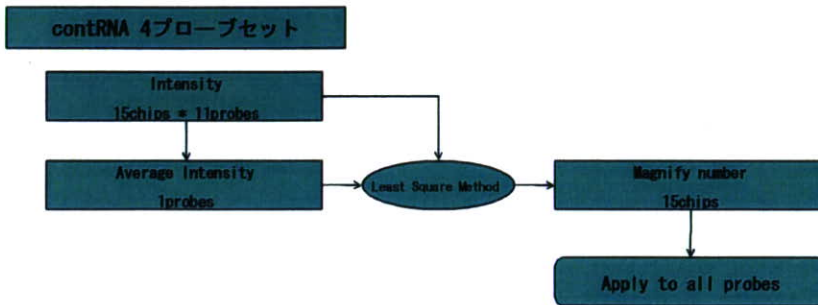 contRNA 4プローブセット
Intensity
15chips * 11probes
Average Intensity
1probes
Least Square Method
Magnify number
15chips
Apply to all probes